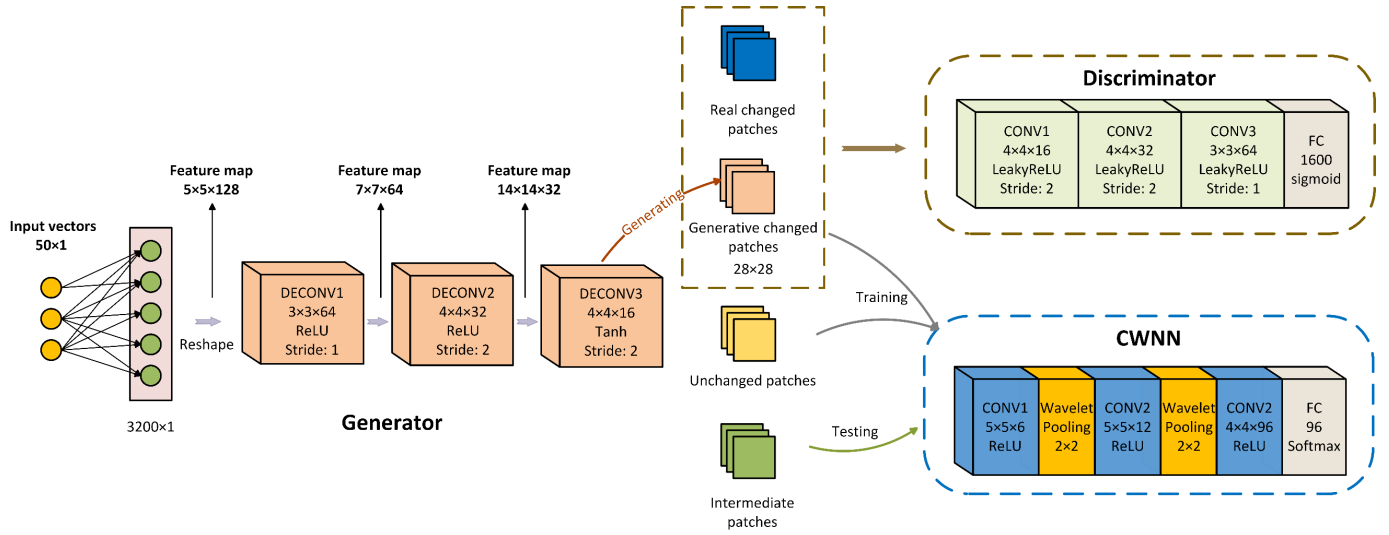 Input vectors
50×1
3200×1
Feature map
5×5×128
Reshape
DECONV1
3×3×64
ReLU
Stride: 1
Feature map
7×7×64
DECONV2
4×4×32
ReLU
Stride: 2
Feature map
14×14×32
DECONV3
4×4×16
Tanh
Stride: 2
Generator
Generating
Real changed
patches
Generative changed
patches
28×28
Unchanged patches
Intermediate
patches
Training
Testing
Discriminator
CONV1
4×4×16
LeakyReLU
Stride: 2
CONV2
4×4×32
LeakyReLU
Stride: 2
CONV3
3×3×64
LeakyReLU
Stride: 1
FC
1600
sigmoid
CWNN
CONV1
5×5×6
ReLU
Wavelet
Pooling
2×2
CONV2
5×5×12
ReLU
Wavelet
Pooling
2×2
CONV2
4×4×96
ReLU
FC
96
Softmax